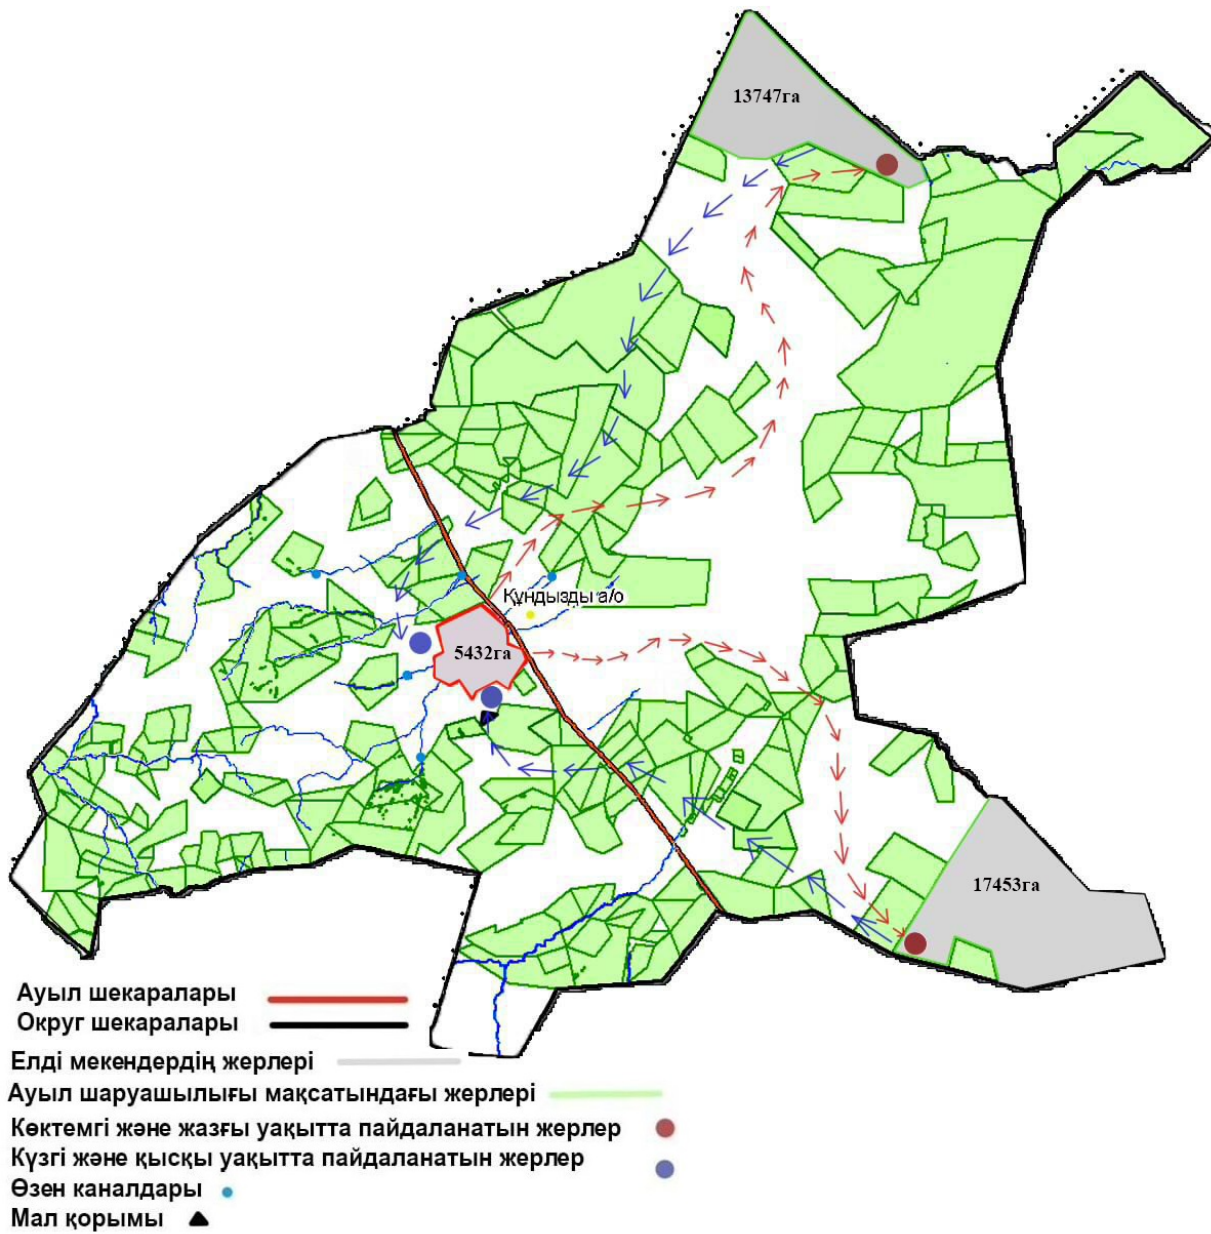 13747га
Құндызды а/о
5432га
17453га
Ауыл шекаралары
Округ шекаралары
Елді мекендердің жерлері
Ауыл шаруашылығы мақсатындағы жерлері
Көктемгі және жазғы уақытта пайдаланатын жерлер
Күзгі және қысқы уақытта пайдаланатын жерлер
Өзен каналдары
Мал қорымы